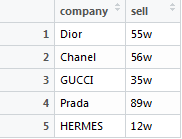 company sell
1 Dior 55w
2 Chanel 56w
3 GUCCI 35w
4 Prada 89w
5 HERMES 12w